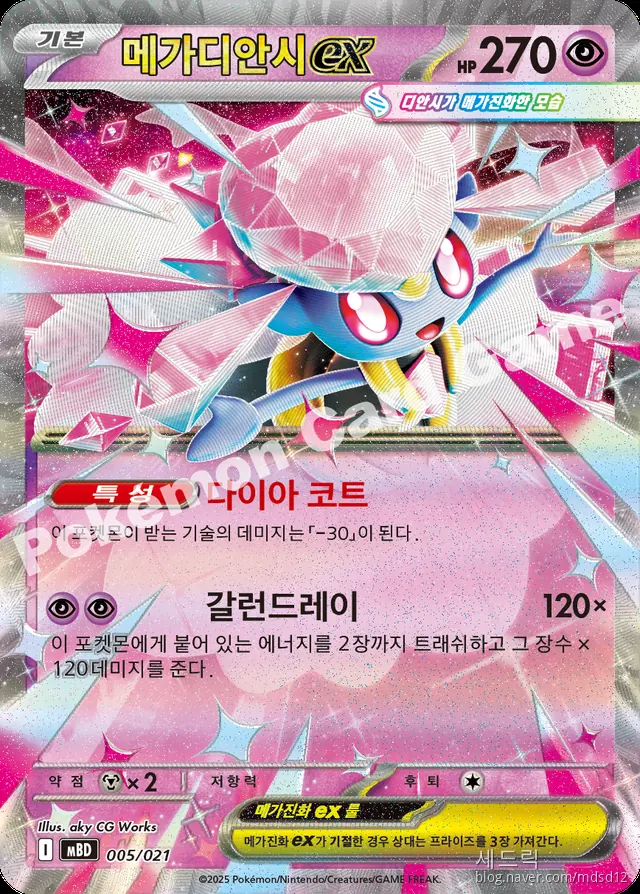 기본 메가디안시ex HP270
디안시가 메가진화한 모습
특성 다이아 코트
이 포켓몬이 받는 기술의 데미지는 「-30」이 된다.
갈런드레이 120×
이 포켓몬에게 붙어 있는 에너지를 2장까지 트래쉬하고 그 장수 ×
120데미지를 준다.
약점 ×2 저항력 후퇴
메가진화 ex 룰
메가진화 ex가 기절한 경우 상대는 프라이즈를 3장 가져간다.
Illus. aky CG Works
I mBD 005/021
©2025 Pokémon/Nintendo/Creatures/GAME FREAK.
Pokémon Card Game
세드릭
blog.naver.com/mdsd12